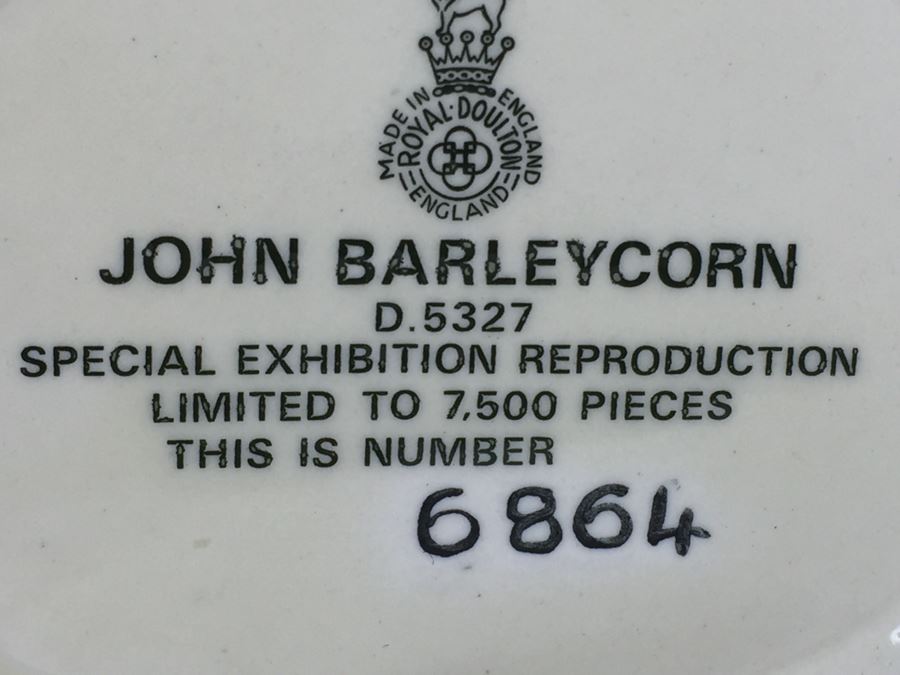 MADE IN ENGLAND
ROYAL·DOULTON
ENGLAND
JOHN BARLEYCORN
D.5327
SPECIAL EXHIBITION REPRODUCTION
LIMITED TO 7,500 PIECES
THIS IS NUMBER
6864